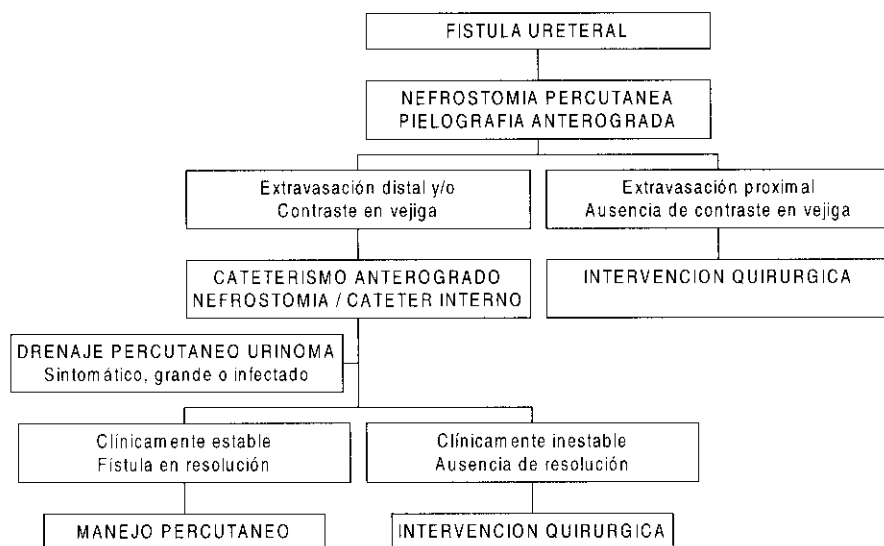 FISTULA URETERAL
NEFROSTOMIA PERCUTANEA
PIELOGRAFIA ANTEROGRADA
Extravasación distal y/o
Contraste en vejiga
Extravasación proximal
Ausencia de contraste en vejiga
CATETERISMO ANTEROGRADO
NEFROSTOMIA / CATETER INTERNO
INTERVENCION QUIRURGICA
DRENAJE PERCUTANEO URINOMA
Sintomático, grande o infectado
Clínicamente estable
Fístula en resolución
Clínicamente inestable
Ausencia de resolución
MANEJO PERCUTANEO
INTERVENCION QUIRURGICA